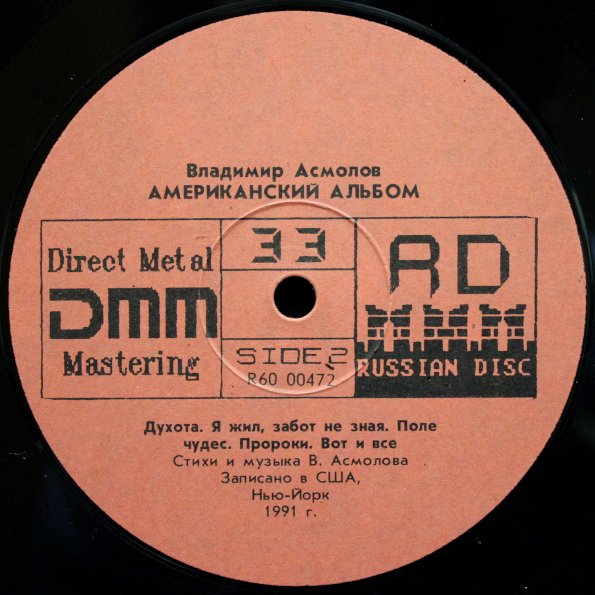 Владимир Асмолов
АМЕРИКАНСКИЙ АЛЬБОМ
Direct Metal
DMM
Mastering
33
SIDE 2
R60 00472
RD
RUSSIAN DISC
Духота. Я жил, забот не зная. Поле
чудес. Пророки. Вот и все
Стихи и музыка В. Асмолова
Записано в США,
Нью-Йорк
1991 г.